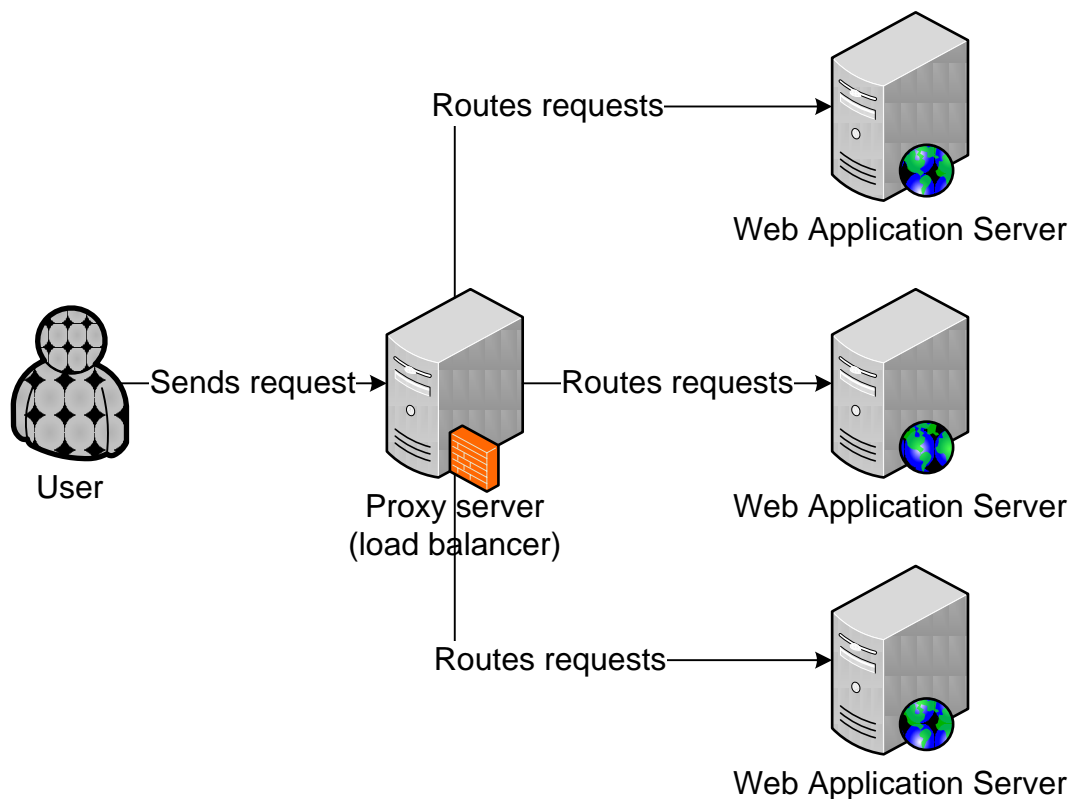 Routes requests
Web Application Server
Sends request
Routes requests
User
Proxy server
(load balancer)
Web Application Server
Routes requests
Web Application Server